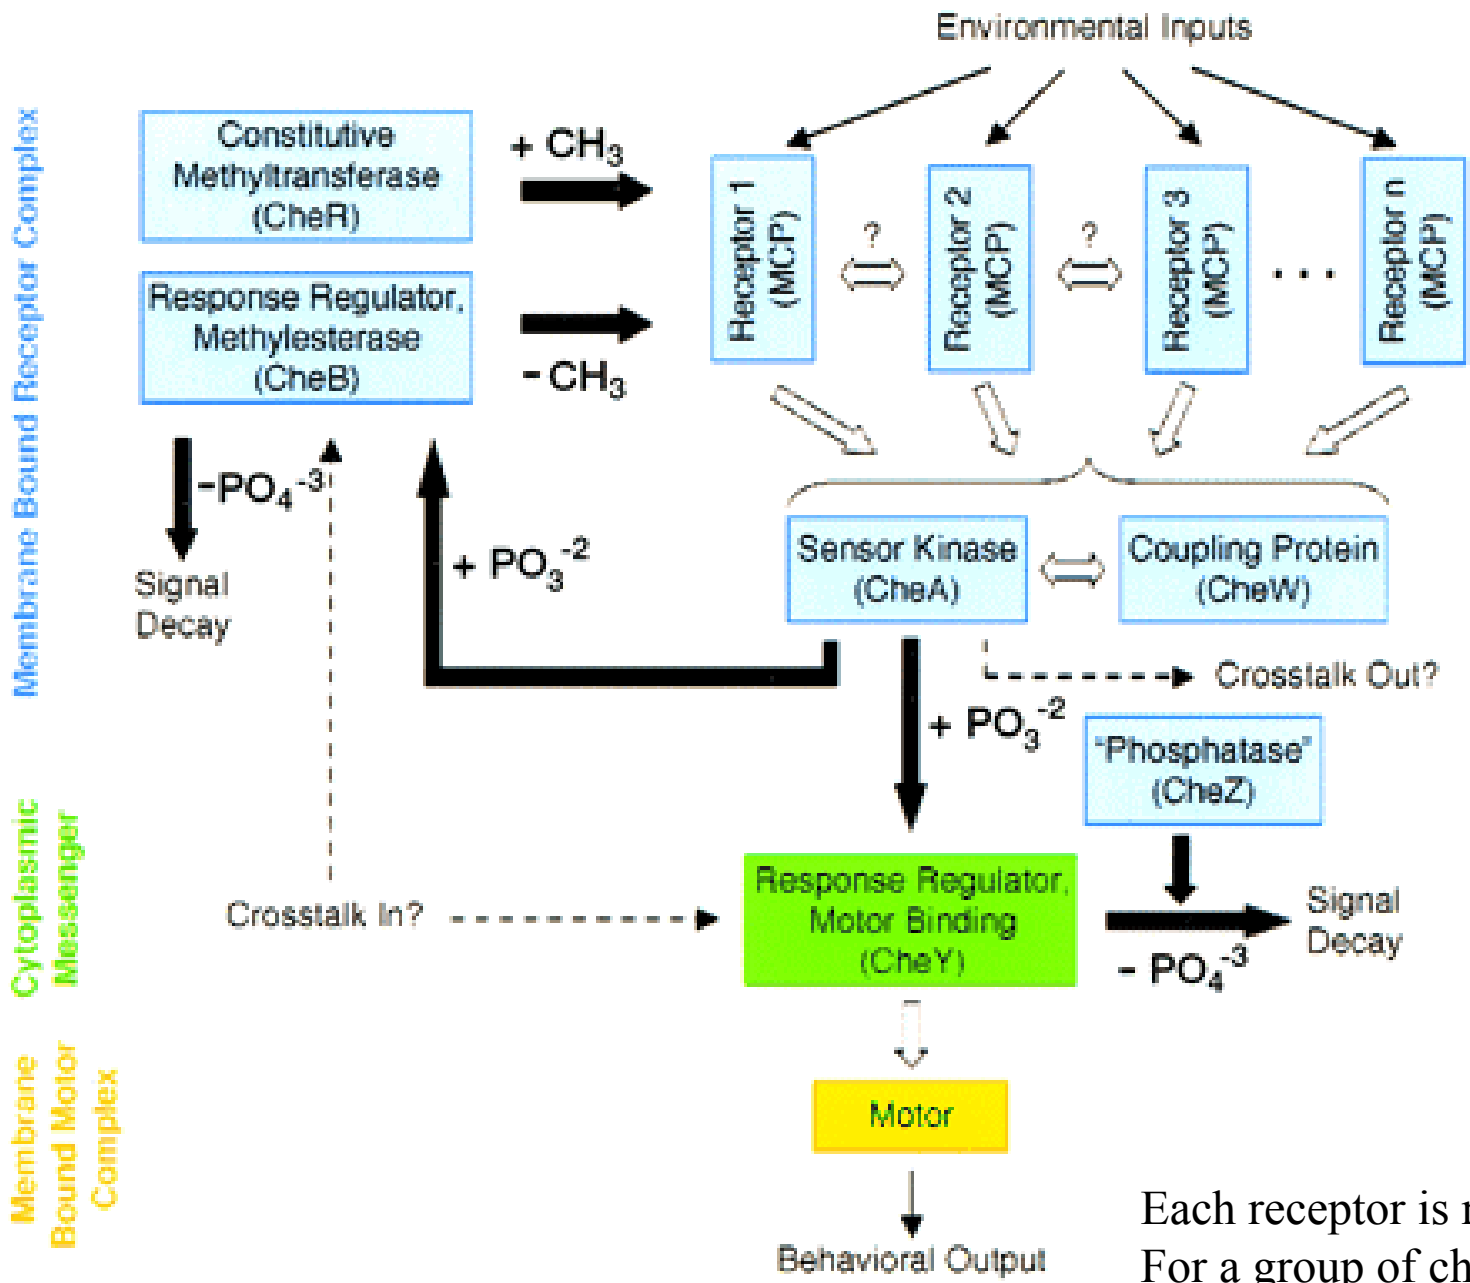 Environmental Inputs
Membrane Bound Receptor Complex
Constitutive
Methyltransferase
(CheR)
+ CH3
Response Regulator,
Methylesterase
(CheB)
- CH3
Receptor 1
(MCP)
?
Receptor 2
(MCP)
?
Receptor 3
(MCP)
...
Receptor n
(MCP)
-PO4-3
Signal
Decay
+ PO3-2
Sensor Kinase
(CheA)
Coupling Protein
(CheW)
Crosstalk Out?
+ PO3-2
"Phosphatase"
(CheZ)
Cytoplasmic
Messenger
Crosstalk In?
Response Regulator,
Motor Binding
(CheY)
- PO4-3
Signal
Decay
Membrane
Bound Motor
Complex
Motor
Behavioral Output
Each receptor is
For a group of ch